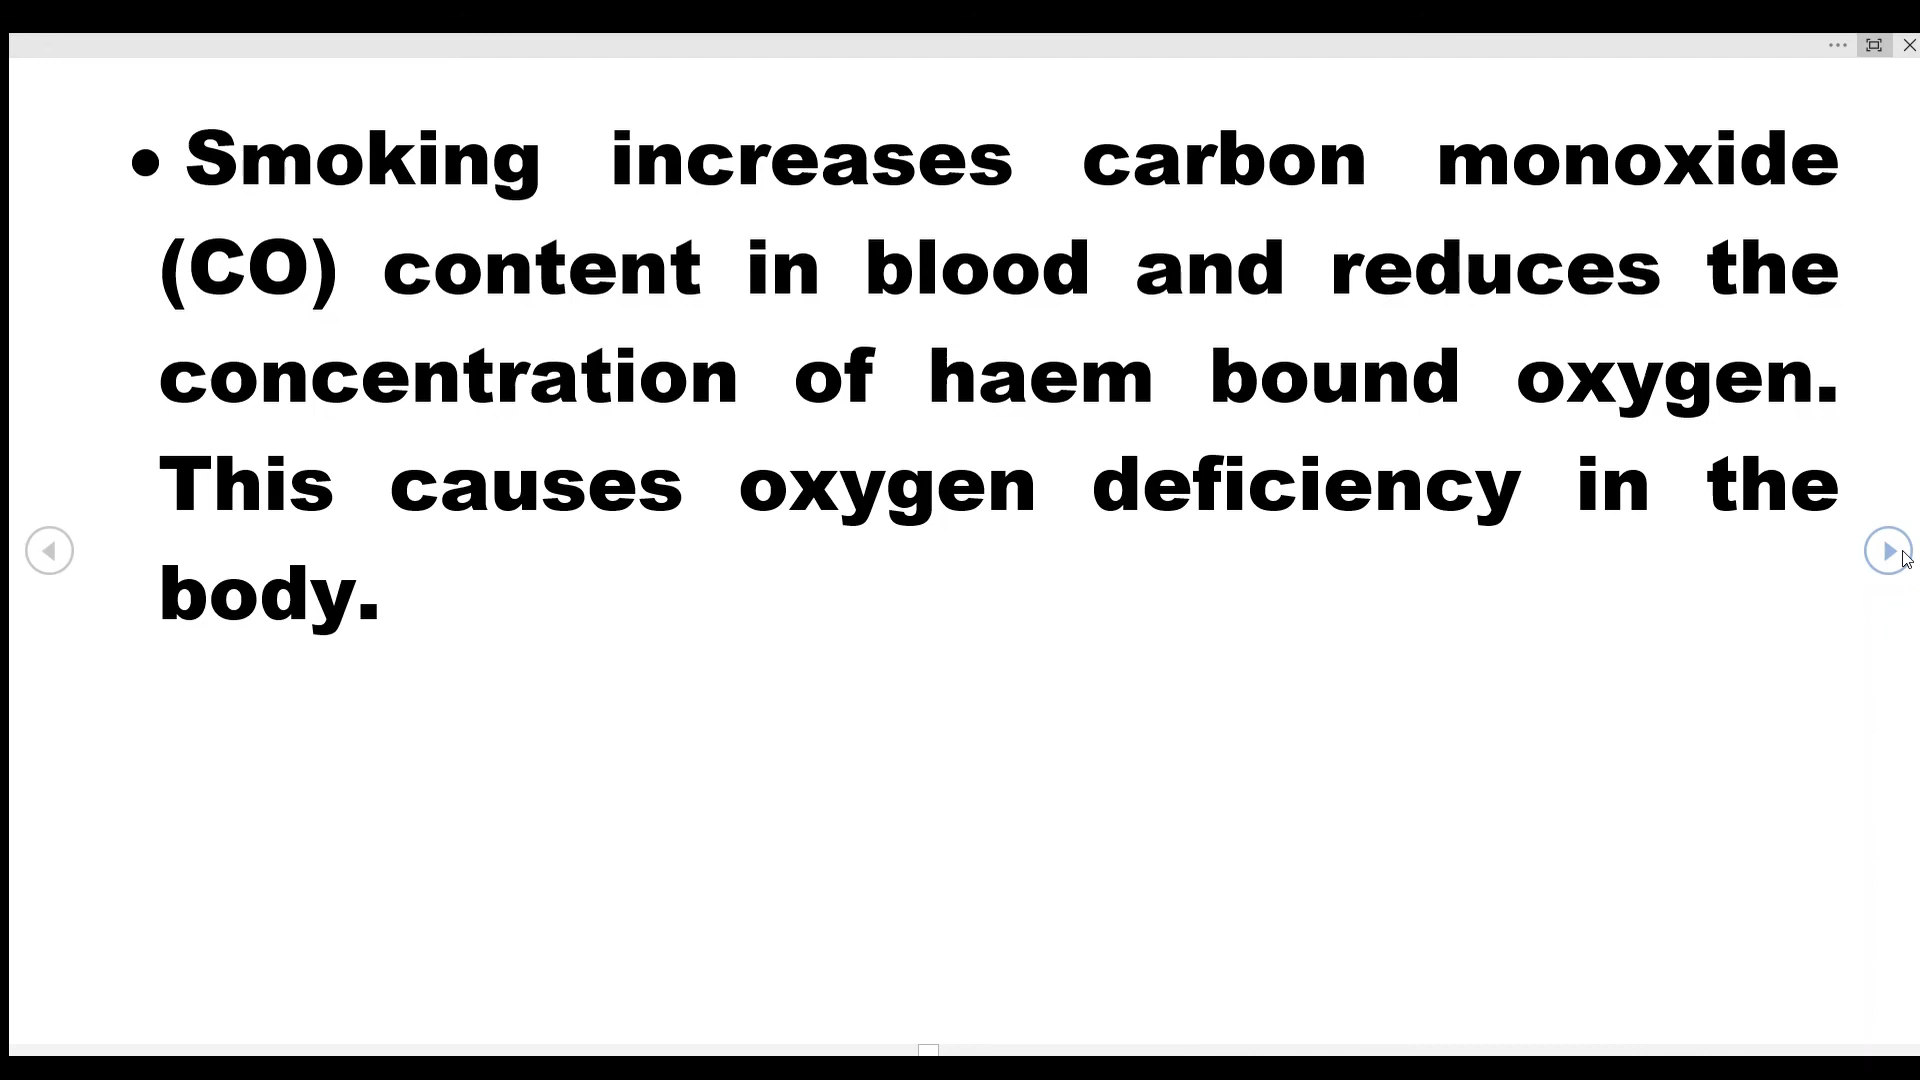 • Smoking increases carbon monoxide
(CO) content in blood and reduces the
concentration of haem bound oxygen.
This causes oxygen deficiency in the
body.